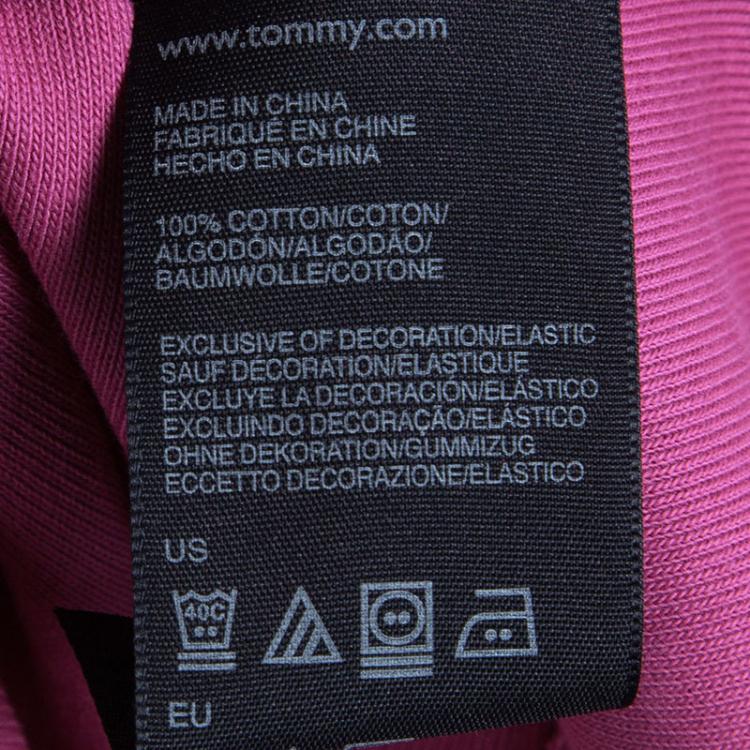 www.tommy.com
MADE IN CHINA
FABRIQUÉ EN CHINE
HECHO EN CHINA
100% COTTON/COTON/
ALGODÓN/ALGODÃO/
BAUMWOLLE/COTONE
EXCLUSIVE OF DECORATION/ELASTIC
SAUF DÉCORATION/ÉLASTIQUE
EXCLUYE LA DECORACIÓN/ELÁSTICO
EXCLUINDO DECORAÇÃO/ELÁSTICO
OHNE DEKORATION/GUMMIZUG
ECCETTO DECORAZIONE/ELASTICO
US
40C
EU